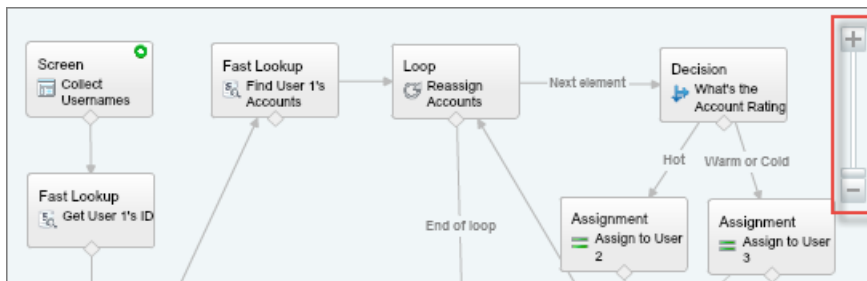 Screen
Collect
Usernames
Fast Lookup
Find User 1's
Accounts
Loop
Reassign
Accounts
Next element
Decision
What's the
Account Rating
Hot
Warm or Cold
Fast Lookup
Get User 1's ID
End of loop
Assignment
Assign to User
2
Assignment
Assign to User
3